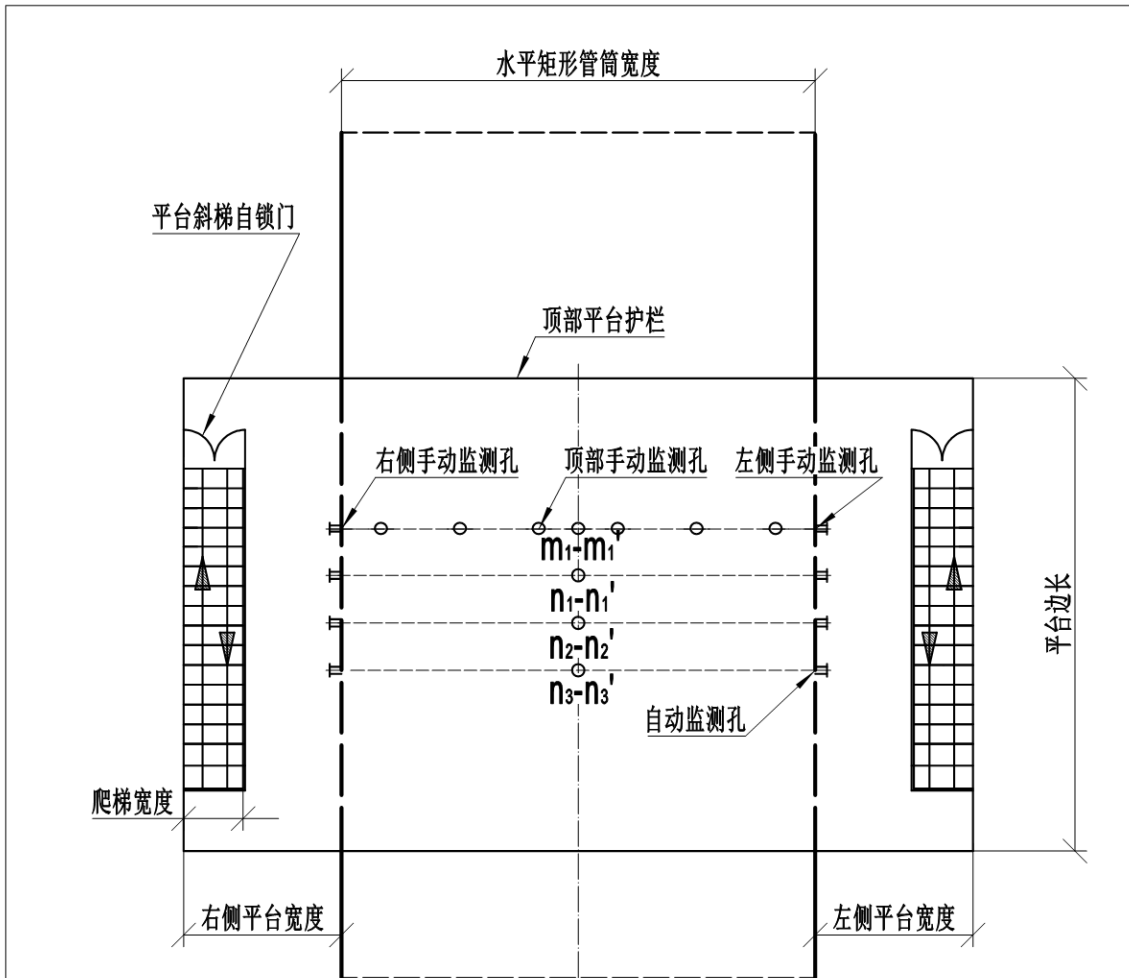 水平矩形管筒宽度
平台斜梯自锁门
顶部平台护栏
右侧手动监测孔
顶部手动监测孔
左侧手动监测孔
m₁-m₁'
n₁-n₁'
n₂-n₂'
n₃-n₃'
自动监测孔
平台边长
爬梯宽度
右侧平台宽度
左侧平台宽度